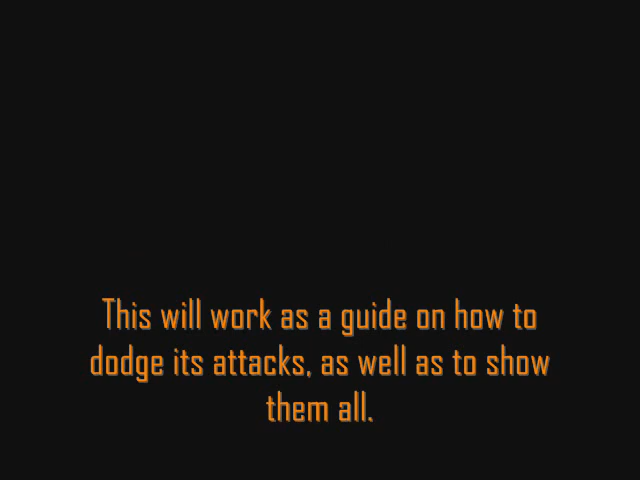 This will work as a guide on how to
dodge its attacks, as well as to show
them all.